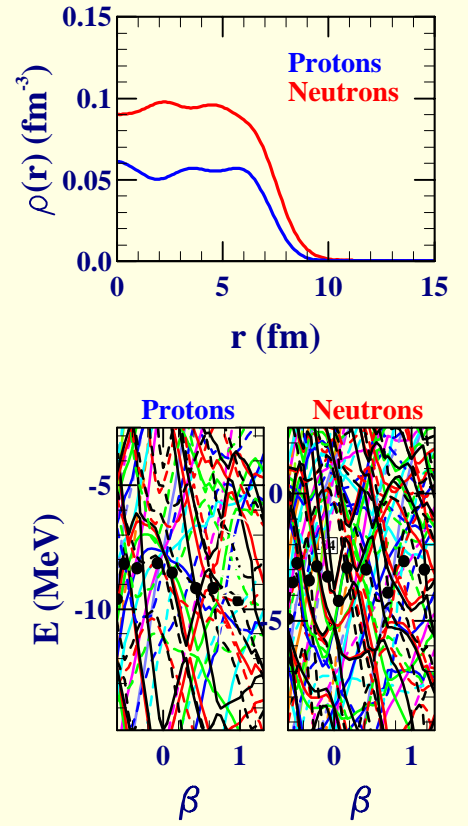 0.15
Protons
Neutrons
0.1
ρ(r) (fm-3)
0.05
0.0
0 5 10 15
r (fm)
Protons Neutrons
-5 0
E (MeV)
-10 -5
0 1 0 1
β β